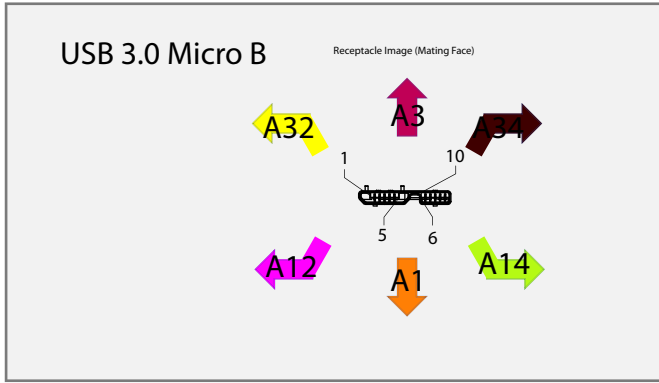 USB 3.0 Micro B
Receptacle Image (Mating Face)
A32
A3
A34
1
10
5
6
A12
A1
A14